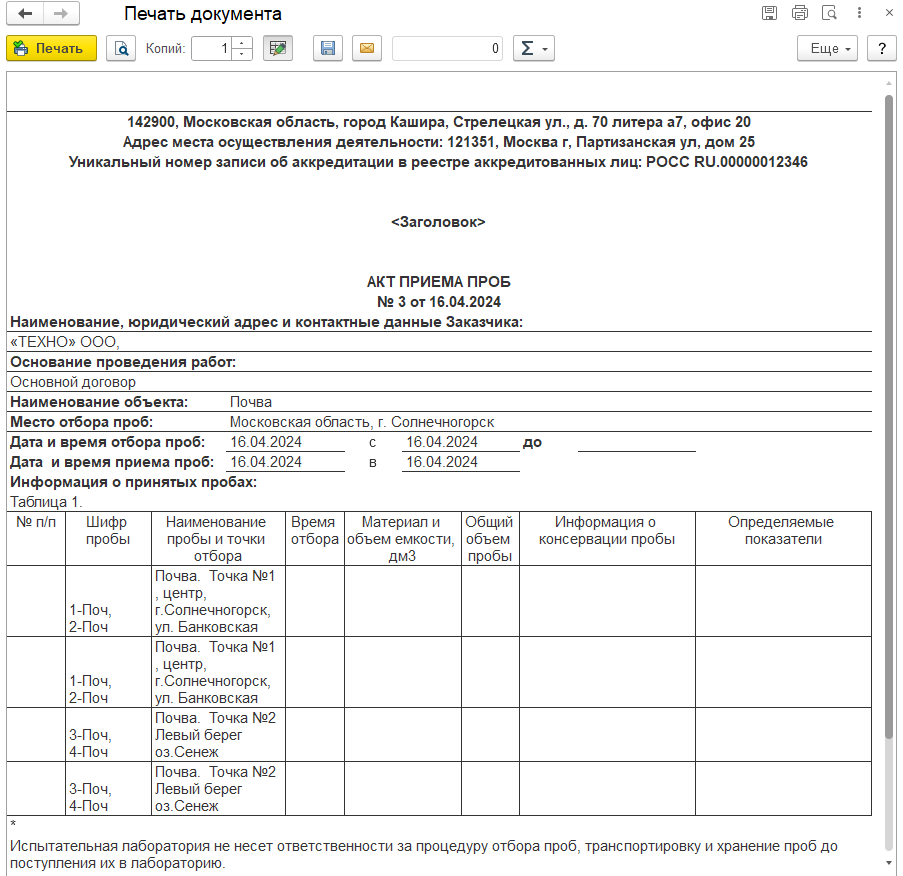 Печать документа
Печать
Копий:
1
0
Σ
Еще
?
142900, Московская область, город Кашира, Стрелецкая ул., д. 70 литера а7, офис 20
Адрес места осуществления деятельности: 121351, Москва г, Партизанская ул, дом 25
Уникальный номер записи об аккредитации в реестре аккредитованных лиц: РОСС RU.00000012346
<Заголовок>
АКТ ПРИЕМА ПРОБ
№ 3 от 16.04.2024
Наименование, юридический адрес и контактные данные Заказчика:
«ТЕХНО» ООО,
Основание проведения работ:
Основной договор
Наименование объекта: Почва
Место отбора проб: Московская область, г. Солнечногорск
Дата и время отбора проб: 16.04.2024 с 16.04.2024 до
Дата  и время приема проб: 16.04.2024 в 16.04.2024
Информация о принятых пробах:
Таблица 1.
№ п/п
Шифр
пробы
Наименование
пробы и точки
отбора
Время
отбора
Материал и
объем емкости,
дм3
Общий
объем
пробы
Информация о
консервации пробы
Определяемые
показатели
1-Поч,
2-Поч
Почва.  Точка №1
, центр,
г.Солнечногорск,
ул. Банковская
1-Поч,
2-Поч
Почва.  Точка №1
, центр,
г.Солнечногорск,
ул. Банковская
3-Поч,
4-Поч
Почва.  Точка №2
Левый берег
оз.Сенеж
3-Поч,
4-Поч
Почва.  Точка №2
Левый берег
оз.Сенеж
*
Испытательная лаборатория не несет ответственности за процедуру отбора проб, транспортировку и хранение проб до
поступления их в лабораторию.